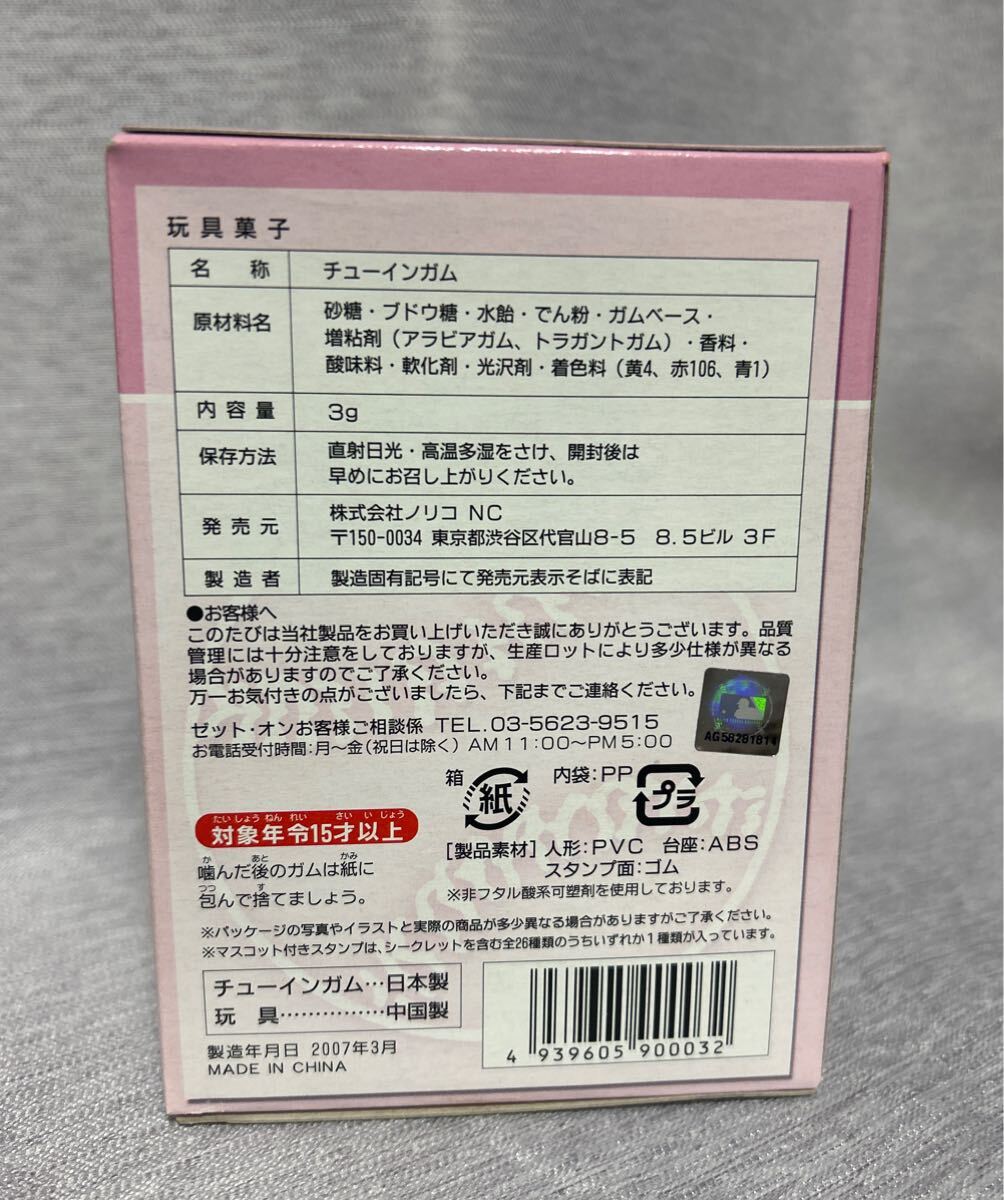 玩具菓子
名称 チューインガム
原材料名 砂糖・ブドウ糖・水飴・でん粉・ガムベース・
増粘剤（アラビアガム、トラガントガム）・香料・
酸味料・軟化剤・光沢剤・着色料（黄4、赤106、青1）
内容量 3g
保存方法 直射日光・高温多湿をさけ、開封後は
早めにお召し上がりください。
発売元 株式会社ノリコ NC
〒150-0034 東京都渋谷区代官山8-5 8.5ビル 3F
製造者 製造固有記号にて発売元表示そばに表記
●お客様へ
このたびは当社製品をお買い上げいただき誠にありがとうございます。品質
管理には十分注意をしておりますが、生産ロットにより多少仕様が異なる
場合がありますのでご了承ください。
万一お気付きの点がございましたら、下記までご連絡ください。
ゼット・オンお客様ご相談係 TEL.03-5623-9515
お電話受付時間:月～金(祝日は除く) AM11:00～PM5:00
AG58281814
箱 紙 内袋:PP プラ
たいしょうねんれい さいいじょう
対象年令15才以上
[製品素材] 人形:PVC 台座:ABS
スタンプ面:ゴム
※非フタル酸系可塑剤を使用しております。
か あと かみ
噛んだ後のガムは紙に
つつ す
包んで捨てましょう。
※パッケージの写真やイラストと実際の商品が多少異なる場合がありますがご了承ください。
※マスコット付きスタンプは、シークレットを含む全26種類のうちいずれか1種類が入っています。
チューインガム…日本製
玩具……………中国製
製造年月日 2007年3月
MADE IN CHINA
4 939605 900032